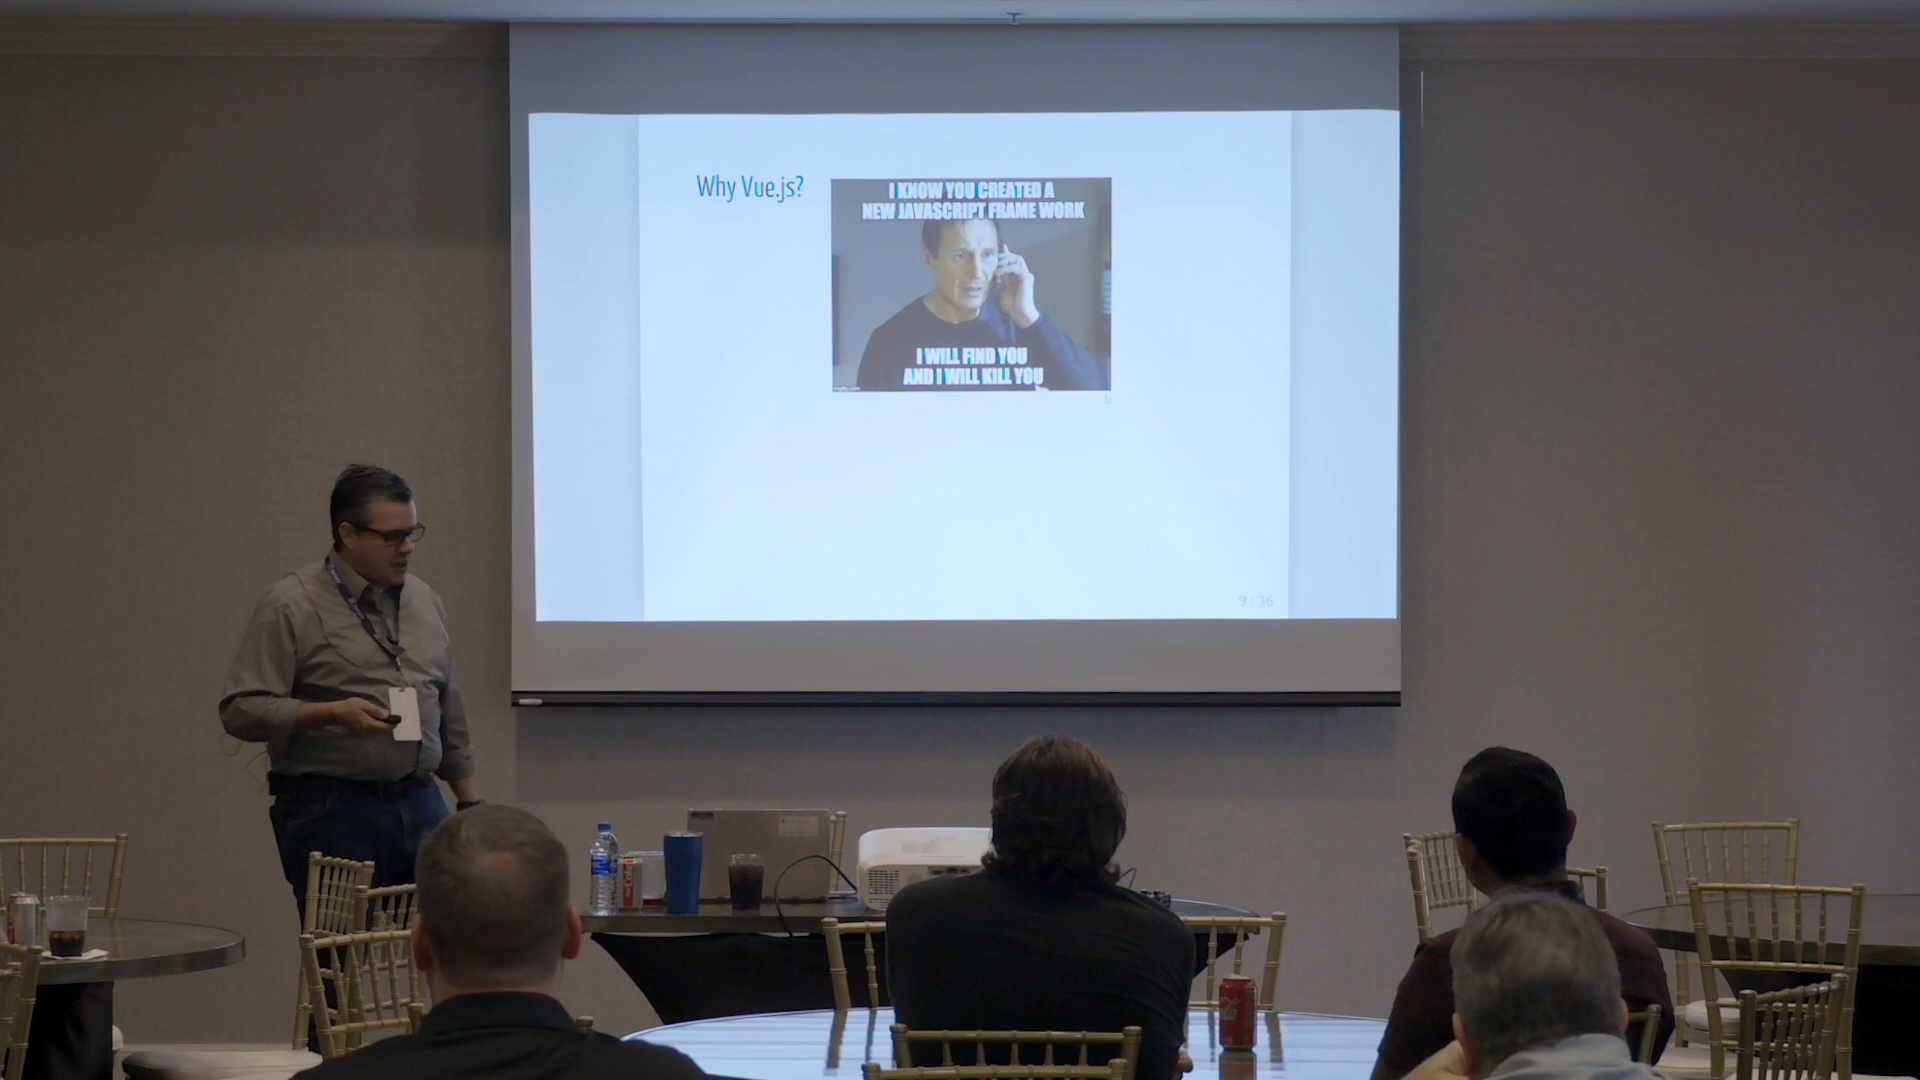 Why Vue.js?
I KNOW YOU CREATED A
NEW JAVASCRIPT FRAME WORK
I WILL FIND YOU
AND I WILL KILL YOU
9 / 36